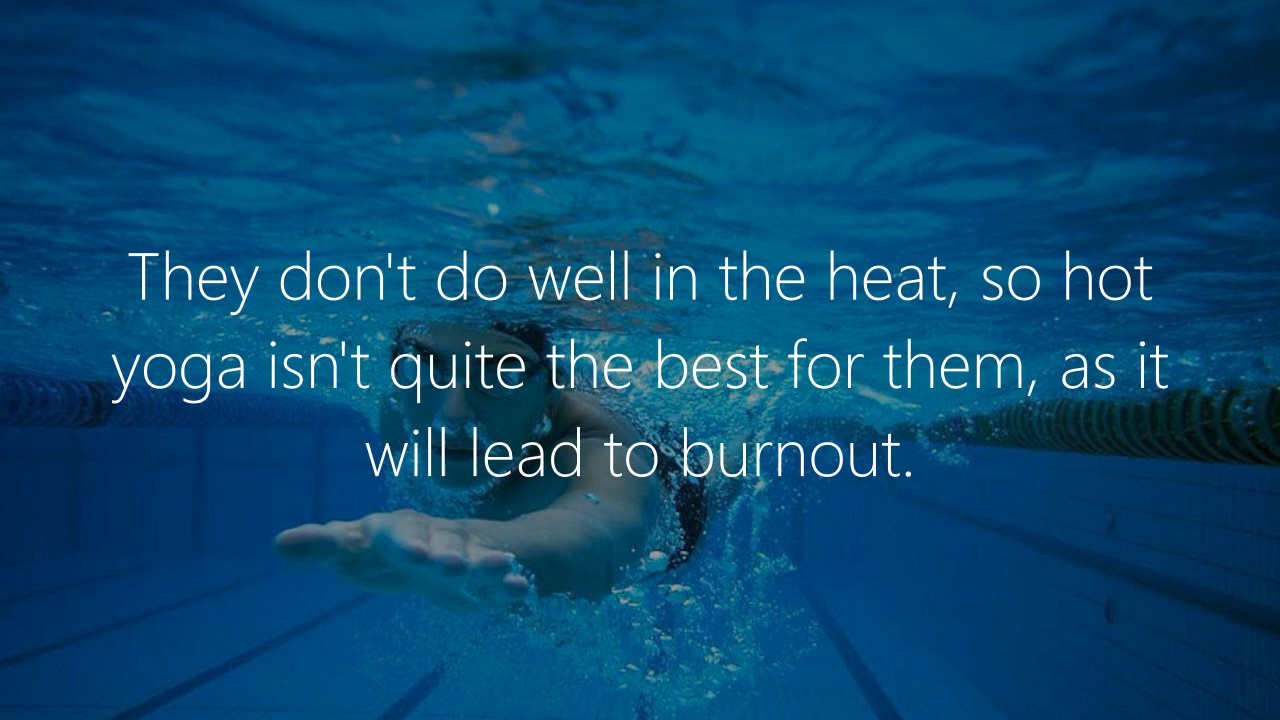 They don't do well in the heat, so hot
yoga isn't quite the best for them, as it
will lead to burnout.